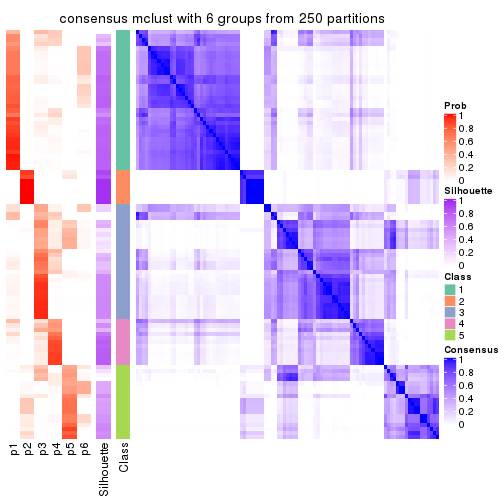 consensus mclust with 6 groups from 250 partitions
Prob
1
0.8
0.6
0.4
0.2
0
Silhouette
1
0.8
0.6
0.4
0.2
0
Class
1
2
3
4
5
Consensus
1
0.8
0.6
0.4
0.2
0
p1
p2
p3
p4
p5
p6
Silhouette
Class